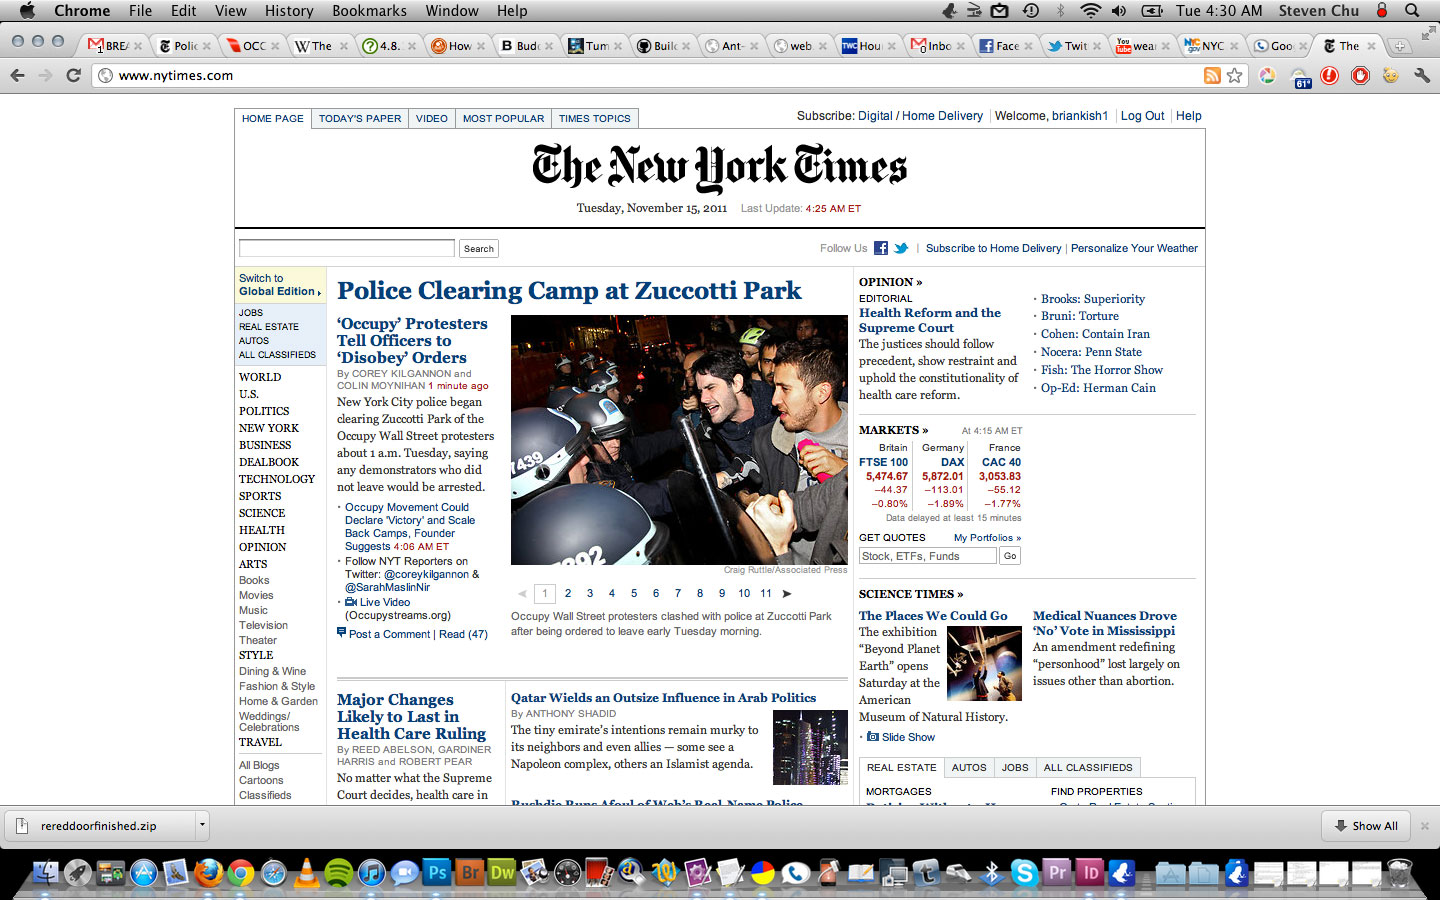 Chrome File Edit View History Bookmarks Window Help Tue 4:30 AM Steven Chu
BREA Polic OCC The 4.8. How Budd Tum Build Ant- web Hour Inbo Face Twit wear NYC Goo The
www.nytimes.com 61°
HOME PAGE TODAY'S PAPER VIDEO MOST POPULAR TIMES TOPICS
Subscribe: Digital / Home Delivery Welcome, briankish1 Log Out Help
The New York Times
Tuesday, November 15, 2011 Last Update: 4:25 AM ET
Search
Follow Us | Subscribe to Home Delivery | Personalize Your Weather
Switch to
Global Edition
JOBS
REAL ESTATE
AUTOS
ALL CLASSIFIEDS
WORLD
U.S.
POLITICS
NEW YORK
BUSINESS
DEALBOOK
TECHNOLOGY
SPORTS
SCIENCE
HEALTH
OPINION
ARTS
Books
Movies
Music
Television
Theater
STYLE
Dining & Wine
Fashion & Style
Home & Garden
Weddings/
Celebrations
TRAVEL
All Blogs
Cartoons
Classifieds
Police Clearing Camp at Zuccotti Park
‘Occupy’ Protesters
Tell Officers to
‘Disobey’ Orders
By COREY KILGANNON and
COLIN MOYNIHAN 1 minute ago
New York City police began
clearing Zuccotti Park of the
Occupy Wall Street protesters
about 1 a.m. Tuesday, saying
any demonstrators who did
not leave would be arrested.
• Occupy Movement Could
Declare 'Victory' and Scale
Back Camps, Founder
Suggests 4:06 AM ET
• Follow NYT Reporters on
Twitter: @coreykilgannon &
@SarahMaslinNir
• Live Video
(Occupystreams.org)
Post a Comment | Read (47)
7439
Craig Ruttle/Associated Press
1 2 3 4 5 6 7 8 9 10 11
Occupy Wall Street protesters clashed with police at Zuccotti Park
after being ordered to leave early Tuesday morning.
Major Changes
Likely to Last in
Health Care Ruling
By REED ABELSON, GARDINER
HARRIS and ROBERT PEAR
No matter what the Supreme
Court decides, health care in
Qatar Wields an Outsize Influence in Arab Politics
By ANTHONY SHADID
The tiny emirate's intentions remain murky to
its neighbors and even allies — some see a
Napoleon complex, others an Islamist agenda.
Rushdie Runs Afoul of Web's Real-Name Police
OPINION »
EDITORIAL
Health Reform and the
Supreme Court
The justices should follow
precedent, show restraint and
uphold the constitutionality of
health care reform.
• Brooks: Superiority
• Bruni: Torture
• Cohen: Contain Iran
• Nocera: Penn State
• Fish: The Horror Show
• Op-Ed: Herman Cain
MARKETS » At 4:15 AM ET
Britain Germany France
FTSE 100 DAX CAC 40
5,474.67 5,872.01 3,053.83
–44.37 –113.01 –55.12
–0.80% –1.89% –1.77%
Data delayed at least 15 minutes
GET QUOTES My Portfolios »
Stock, ETFs, Funds Go
SCIENCE TIMES »
The Places We Could Go
The exhibition
“Beyond Planet
Earth” opens
Saturday at the
American
Museum of Natural History.
• Slide Show
Medical Nuances Drove
‘No’ Vote in Mississippi
An amendment redefining
“personhood” lost largely on
issues other than abortion.
REAL ESTATE AUTOS JOBS ALL CLASSIFIEDS
MORTGAGES FIND PROPERTIES
rereddoorfinished.zip Show All
Ps Br Dw Pr Id